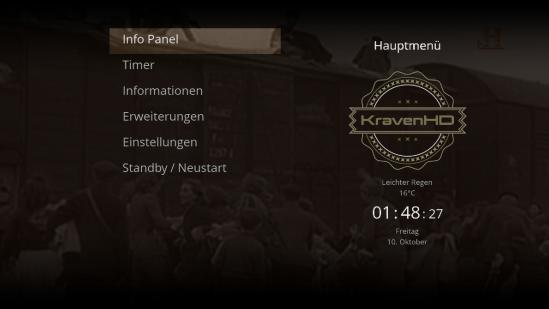 Info Panel
Timer
Informationen
Erweiterungen
Einstellungen
Standby / Neustart
Hauptmenü
H
KravenHD
Leichter Regen
16°C
01:48:27
Freitag
10. Oktober